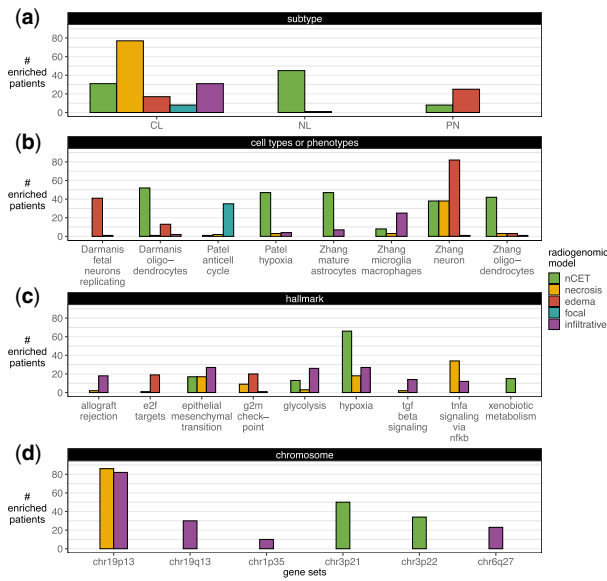 (a)
subtype
#
enriched
patients
80
60
40
20
0
CL NL PN
(b)
cell types or phenotypes
#
enriched
patients
80
60
40
20
0
Darmanis Darmanis Patel Patel Zhang Zhang Zhang Zhang
fetal oligo− anticell hypoxia mature microglia neuron oligo−
neurons dendrocytes cycle astrocytes macrophages dendrocytes
replicating
radiogenomic
model
nCET
necrosis
edema
focal
infiltrative
(c)
hallmark
#
enriched
patients
80
60
40
20
0
allograft e2f epithelial g2m glycolysis hypoxia tgf tnfa xenobiotic
rejection targets mesenchymal check− beta signaling metabolism
transition point signaling via
nfkb
(d)
chromosome
#
enriched
patients
80
60
40
20
0
chr19p13 chr19q13 chr1p35 chr3p21 chr3p22 chr6q27
gene sets